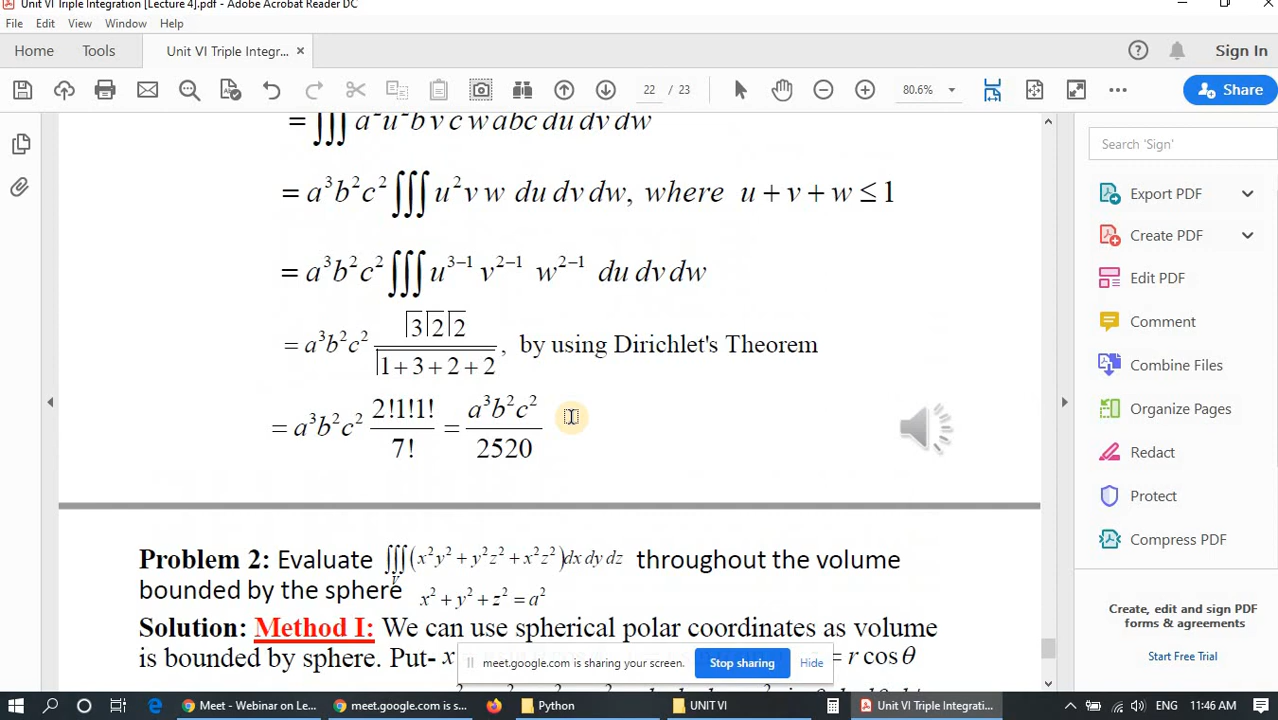 Unit VI Triple Integration [Lecture 4].pdf - Adobe Acrobat Reader DC
File Edit View Window Help
Home Tools Unit VI Triple Integr... × Sign In
22 / 23 80.6% Share
= ∭ a²u²b v c w abc du dv dw
= a³b²c² ∭ u²v w du dv dw, where u + v + w ≤ 1
= a³b²c² ∭ u³⁻¹ v²⁻¹ w²⁻¹ du dv dw
= a³b²c² (⎾3 ⎾2 ⎾2) / (⎾1+3+2+2), by using Dirichlet's Theorem
= a³b²c² 2!1!1! / 7! = a³b²c² / 2520
Problem 2: Evaluate ∭V (x²y² + y²z² + x²z²)dx dy dz throughout the volume
bounded by the sphere x² + y² + z² = a²
Solution: Method I: We can use spherical polar coordinates as volume
is bounded by sphere. Put- x = r cos θ
meet.google.com is sharing your screen. Stop sharing Hide
Search 'Sign'
Export PDF
Create PDF
Edit PDF
Comment
Combine Files
Organize Pages
Redact
Protect
Compress PDF
Create, edit and sign PDF
forms & agreements
Start Free Trial
Meet - Webinar on Le... meet.google.com is s... Python UNIT VI Unit VI Triple Integrati... ENG 11:46 AM